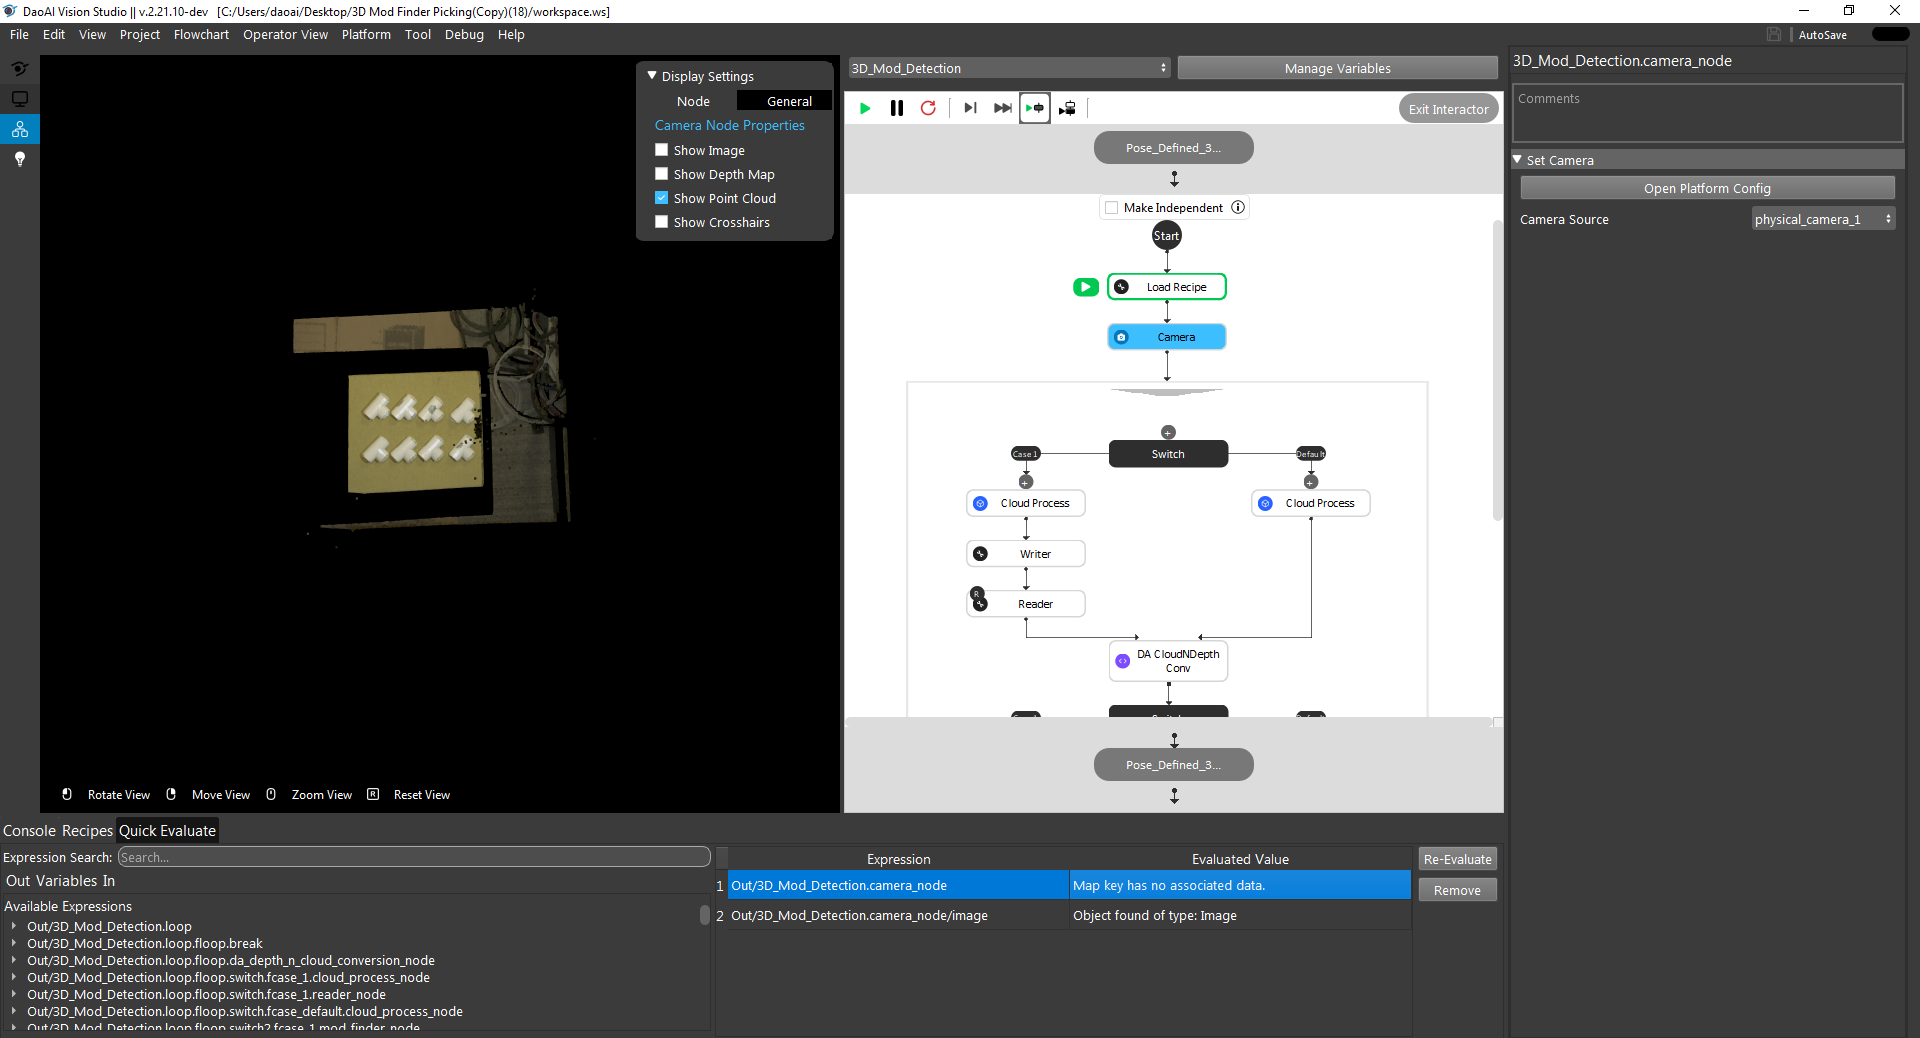 DaoAI Vision Studio || v.2.21.10-dev [C:/Users/daoai/Desktop/3D Mod Finder Picking(Copy)(18)/workspace.ws]
File Edit View Project Flowchart Operator View Platform Tool Debug Help
AutoSave
Display Settings
Node General
Camera Node Properties
Show Image
Show Depth Map
Show Point Cloud
Show Crosshairs
Rotate View Move View Zoom View R Reset View
3D_Mod_Detection Manage Variables
Exit Interactor
Pose_Defined_3...
Make Independent
Start
Load Recipe
Camera
Switch
Case 1
Default
Cloud Process
Cloud Process
Writer
R
Reader
DA CloudNDepth
Conv
Pose_Defined_3...
3D_Mod_Detection.camera_node
Comments
Set Camera
Open Platform Config
Camera Source physical_camera_1
Console Recipes Quick Evaluate
Expression Search: Search...
Out Variables In
Available Expressions
Out/3D_Mod_Detection.loop
Out/3D_Mod_Detection.loop.floop.break
Out/3D_Mod_Detection.loop.floop.da_depth_n_cloud_conversion_node
Out/3D_Mod_Detection.loop.floop.switch.fcase_1.cloud_process_node
Out/3D_Mod_Detection.loop.floop.switch.fcase_1.reader_node
Out/3D_Mod_Detection.loop.floop.switch.fcase_default.cloud_process_node
Out/3D_Mod_Detection.loop.floop.switch2.fcase_1.mod_finder_node
Expression Evaluated Value
1 Out/3D_Mod_Detection.camera_node Map key has no associated data.
2 Out/3D_Mod_Detection.camera_node/image Object found of type: Image
Re-Evaluate
Remove